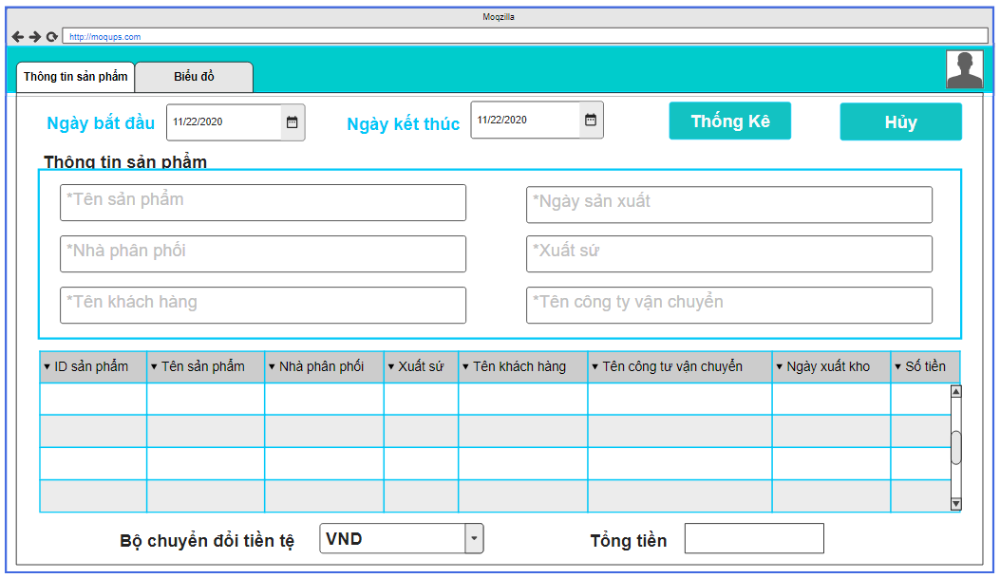 Moqzilla
http://moqups.com
Thông tin sản phẩm
Biểu đồ
Ngày bắt đầu
11/22/2020
Ngày kết thúc
11/22/2020
Thống Kê
Hủy
Thông tin sản phẩm
*Tên sản phẩm
*Ngày sản xuất
*Nhà phân phối
*Xuất sứ
*Tên khách hàng
*Tên công ty vận chuyển
ID sản phẩm
Tên sản phẩm
Nhà phân phối
Xuất sứ
Tên khách hàng
Tên công tư vận chuyển
Ngày xuất kho
Số tiền
Bộ chuyển đổi tiền tệ
VND
Tổng tiền